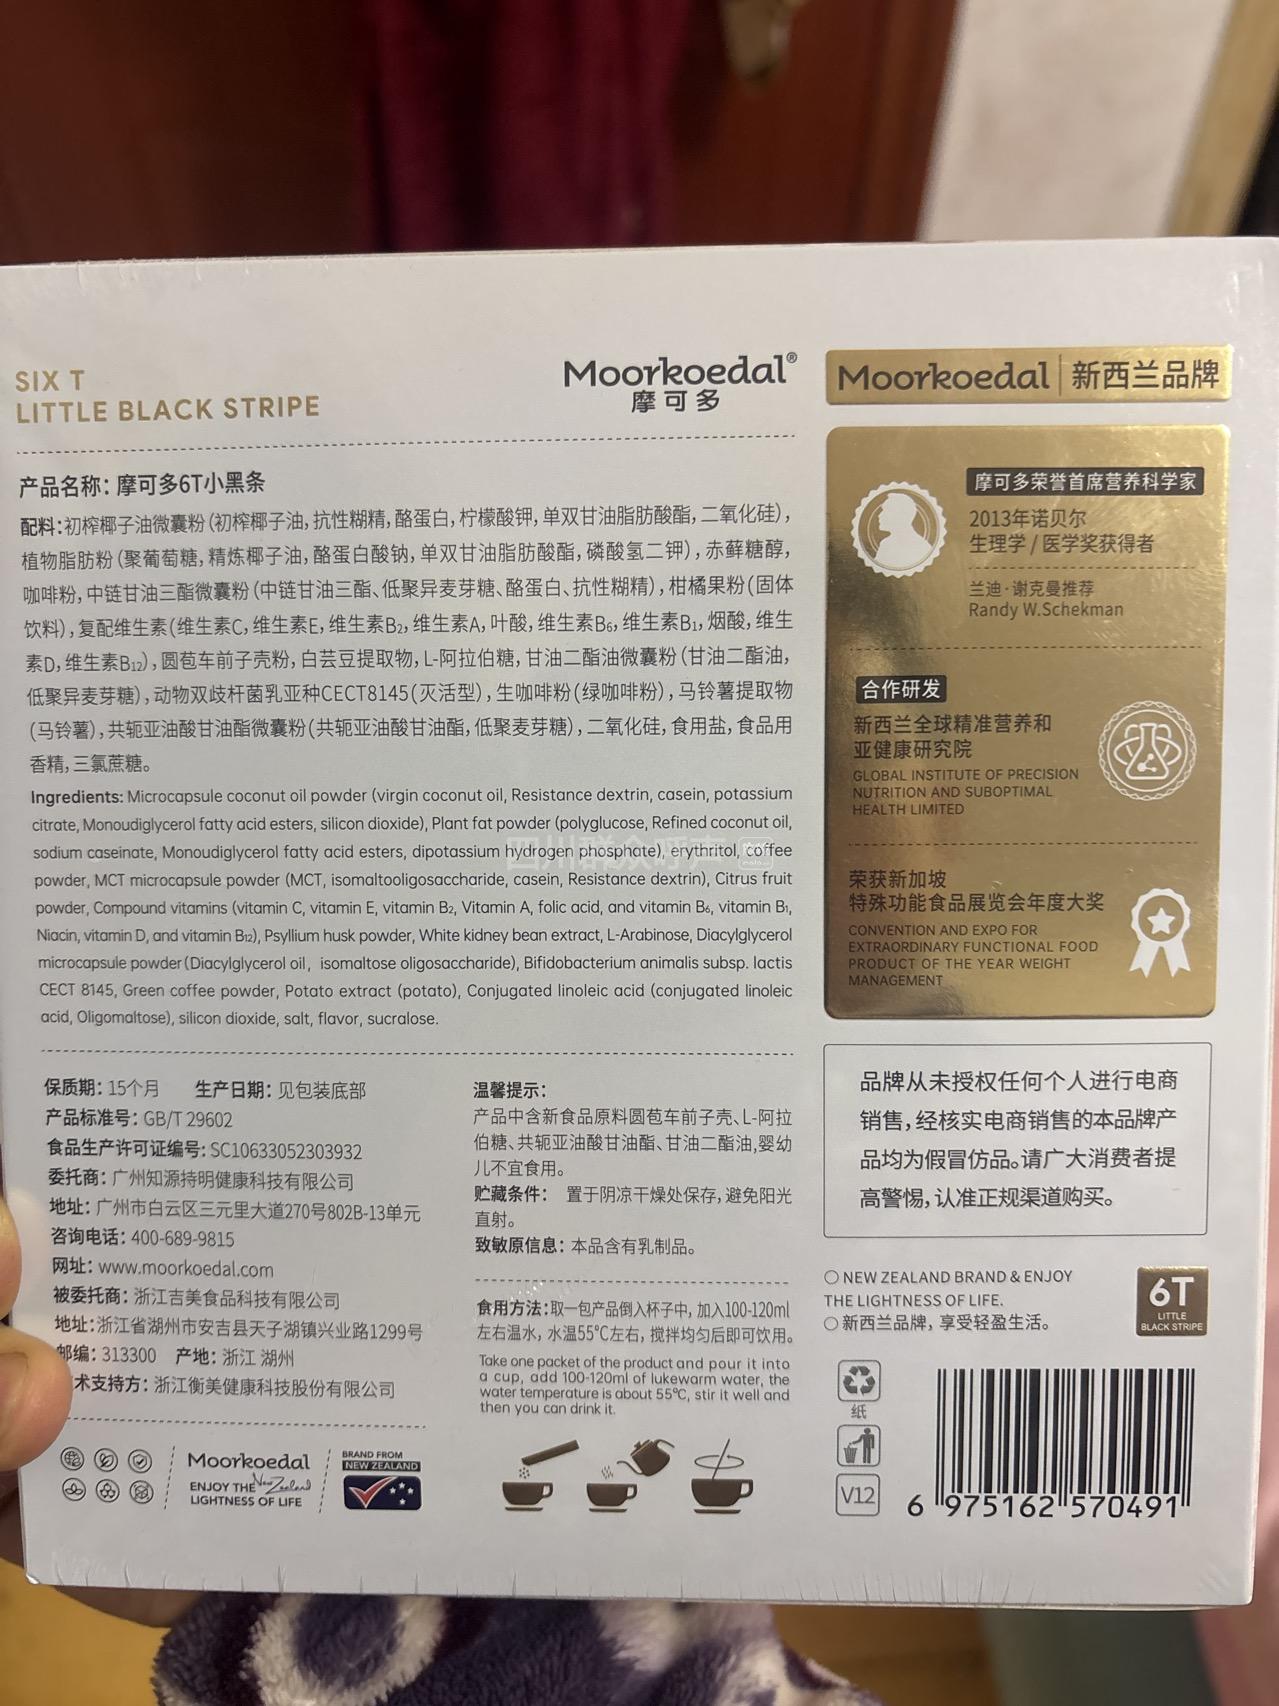 SIX T
LITTLE BLACK STRIPE
Moorkoedal®
摩可多
产品名称：摩可多6T小黑条
配料：初榨椰子油微囊粉（初榨椰子油，抗性糊精，酪蛋白，柠檬酸钾，单双甘油脂肪酸酯，二氧化硅），
植物脂肪粉（聚葡萄糖，精炼椰子油，酪蛋白酸钠，单双甘油脂肪酸酯，磷酸氢二钾），赤藓糖醇，
咖啡粉，中链甘油三酯微囊粉（中链甘油三酯、低聚异麦芽糖、酪蛋白、抗性糊精），柑橘果粉（固体
饮料），复配维生素（维生素C，维生素E，维生素B₂，维生素A，叶酸，维生素B₆，维生素B₁，烟酸，维生
素D，维生素B₁₂），圆苞车前子壳粉，白芸豆提取物，L-阿拉伯糖，甘油二酯油微囊粉（甘油二酯油，
低聚异麦芽糖），动物双歧杆菌乳亚种CECT8145（灭活型），生咖啡粉（绿咖啡粉），马铃薯提取物
（马铃薯），共轭亚油酸甘油酯微囊粉（共轭亚油酸甘油酯，低聚麦芽糖），二氧化硅，食用盐，食品用
香精，三氯蔗糖。
Ingredients: Microcapsule coconut oil powder (virgin coconut oil, Resistance dextrin, casein, potassium
citrate, Monoudiglycerol fatty acid esters, silicon dioxide), Plant fat powder (polyglucose, Refined coconut oil,
sodium caseinate, Monoudiglycerol fatty acid esters, dipotassium hydrogen phosphate), erythritol, coffee
powder, MCT microcapsule powder (MCT, isomaltooligosaccharide, casein, Resistance dextrin), Citrus fruit
powder, Compound vitamins (vitamin C, vitamin E, vitamin B₂, Vitamin A, folic acid, and vitamin B₆, vitamin B₁,
Niacin, vitamin D, and vitamin B₁₂), Psyllium husk powder, White kidney bean extract, L-Arabinose, Diacylglycerol
microcapsule powder(Diacylglycerol oil, isomaltose oligosaccharide), Bifidobacterium animalis subsp. lactis
CECT 8145, Green coffee powder, Potato extract (potato), Conjugated linoleic acid (conjugated linoleic
acid, Oligomaltose), silicon dioxide, salt, flavor, sucralose.
四川群众呼声
保质期：15个月 生产日期：见包装底部
产品标准号：GB/T 29602
食品生产许可证编号：SC10633052303932
委托商：广州知源特明健康科技有限公司
地址：广州市白云区三元里大道270号802B-13单元
咨询电话：400-689-9815
网址：www.moorkoedal.com
被委托商：浙江吉美食品科技有限公司
地址：浙江省湖州市安吉县天子湖镇兴业路1299号
邮编：313300 产地：浙江 湖州
术支持方：浙江衡美健康科技股份有限公司
Moorkoedal
ENJOY THE New Zealand
LIGHTNESS OF LIFE
BRAND FROM
NEW ZEALAND
温馨提示：
产品中含新食品原料圆苞车前子壳、L-阿拉
伯糖、共轭亚油酸甘油酯、甘油二酯油，婴幼
儿不宜食用。
贮藏条件： 置于阴凉干燥处保存，避免阳光
直射。
致敏原信息：本品含有乳制品。
食用方法：取一包产品倒入杯子中，加入100-120ml
左右温水，水温55℃左右，搅拌均匀后即可饮用。
Take one packet of the product and pour it into
a cup, add 100-120ml of lukewarm water, the
water temperature is about 55℃, stir it well and
then you can drink it.
Moorkoedal | 新西兰品牌
摩可多荣誉首席营养科学家
2013年诺贝尔
生理学 / 医学奖获得者
兰迪·谢克曼推荐
Randy W.Schekman
合作研发
新西兰全球精准营养和
亚健康研究院
GLOBAL INSTITUTE OF PRECISION
NUTRITION AND SUBOPTIMAL
HEALTH LIMITED
荣获新加坡
特殊功能食品展览会年度大奖
CONVENTION AND EXPO FOR
EXTRAORDINARY FUNCTIONAL FOOD
PRODUCT OF THE YEAR WEIGHT
MANAGEMENT
品牌从未授权任何个人进行电商
销售，经核实电商销售的本品牌产
品均为假冒仿品。请广大消费者提
高警惕，认准正规渠道购买。
NEW ZEALAND BRAND & ENJOY
THE LIGHTNESS OF LIFE.
新西兰品牌，享受轻盈生活。
6T
LITTLE
BLACK STRIPE
纸
V12
6 975162 570491